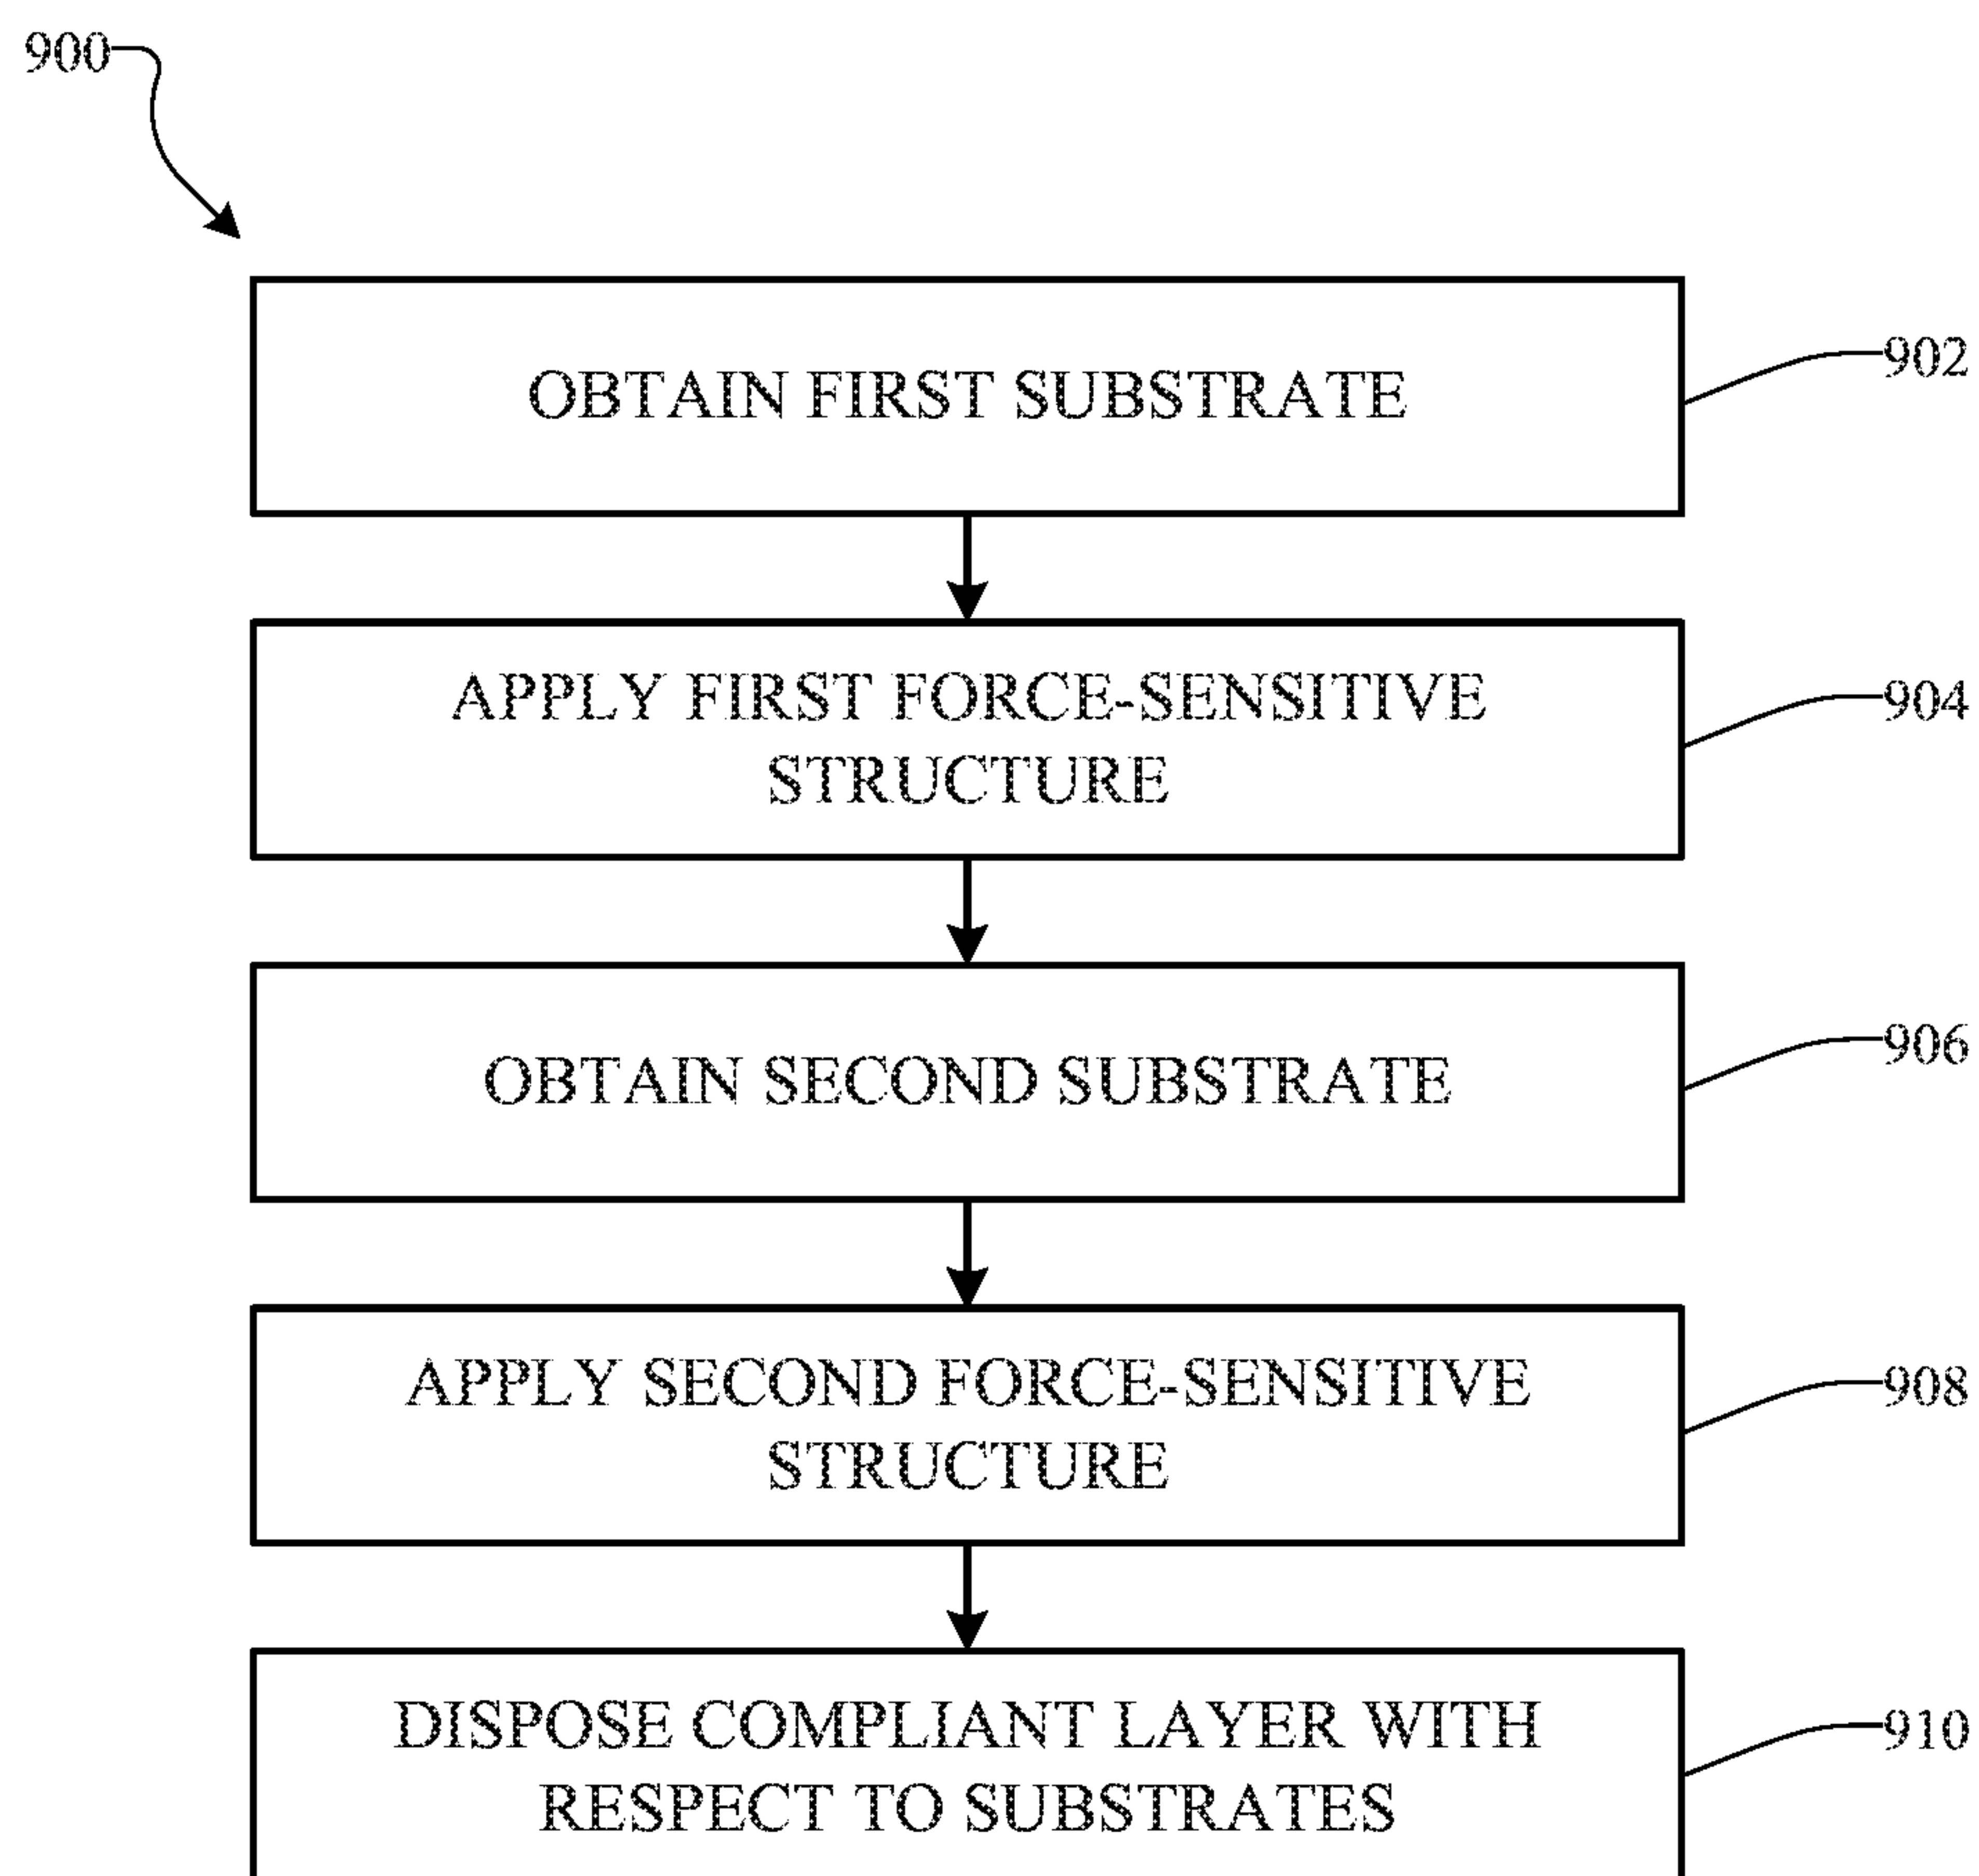 900
OBTAIN FIRST SUBSTRATE
902
APPLY FIRST FORCE-SENSITIVE
STRUCTURE
904
OBTAIN SECOND SUBSTRATE
906
APPLY SECOND FORCE-SENSITIVE
STRUCTURE
908
DISPOSE COMPLIANT LAYER WITH
RESPECT TO SUBSTRATES
910